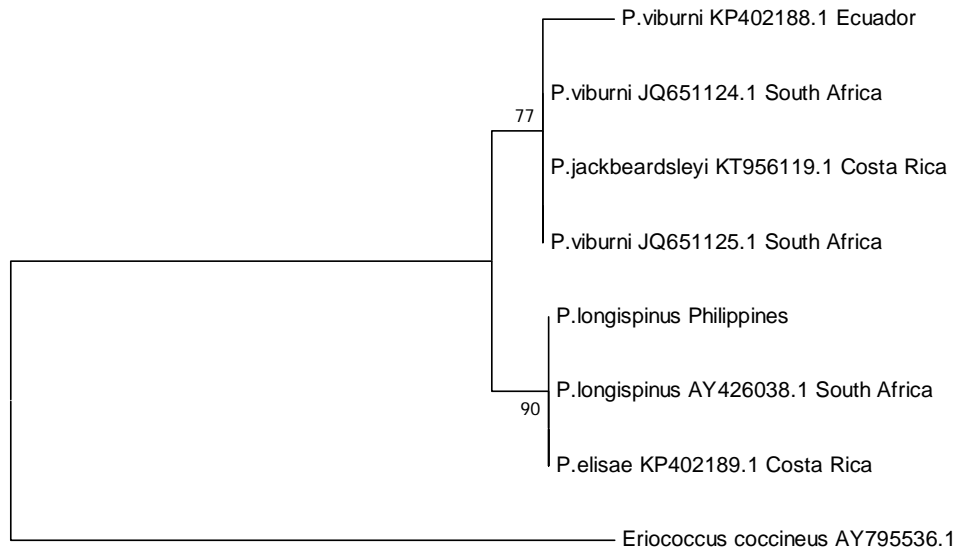 P.viburni KP402188.1 Ecuador
P.viburni JQ651124.1 South Africa
77
P.jackbeardsleyi KT956119.1 Costa Rica
P.viburni JQ651125.1 South Africa
P.longispinus Philippines
P.longispinus AY426038.1 South Africa
90
P.elisae KP402189.1 Costa Rica
Eriococcus coccineus AY795536.1